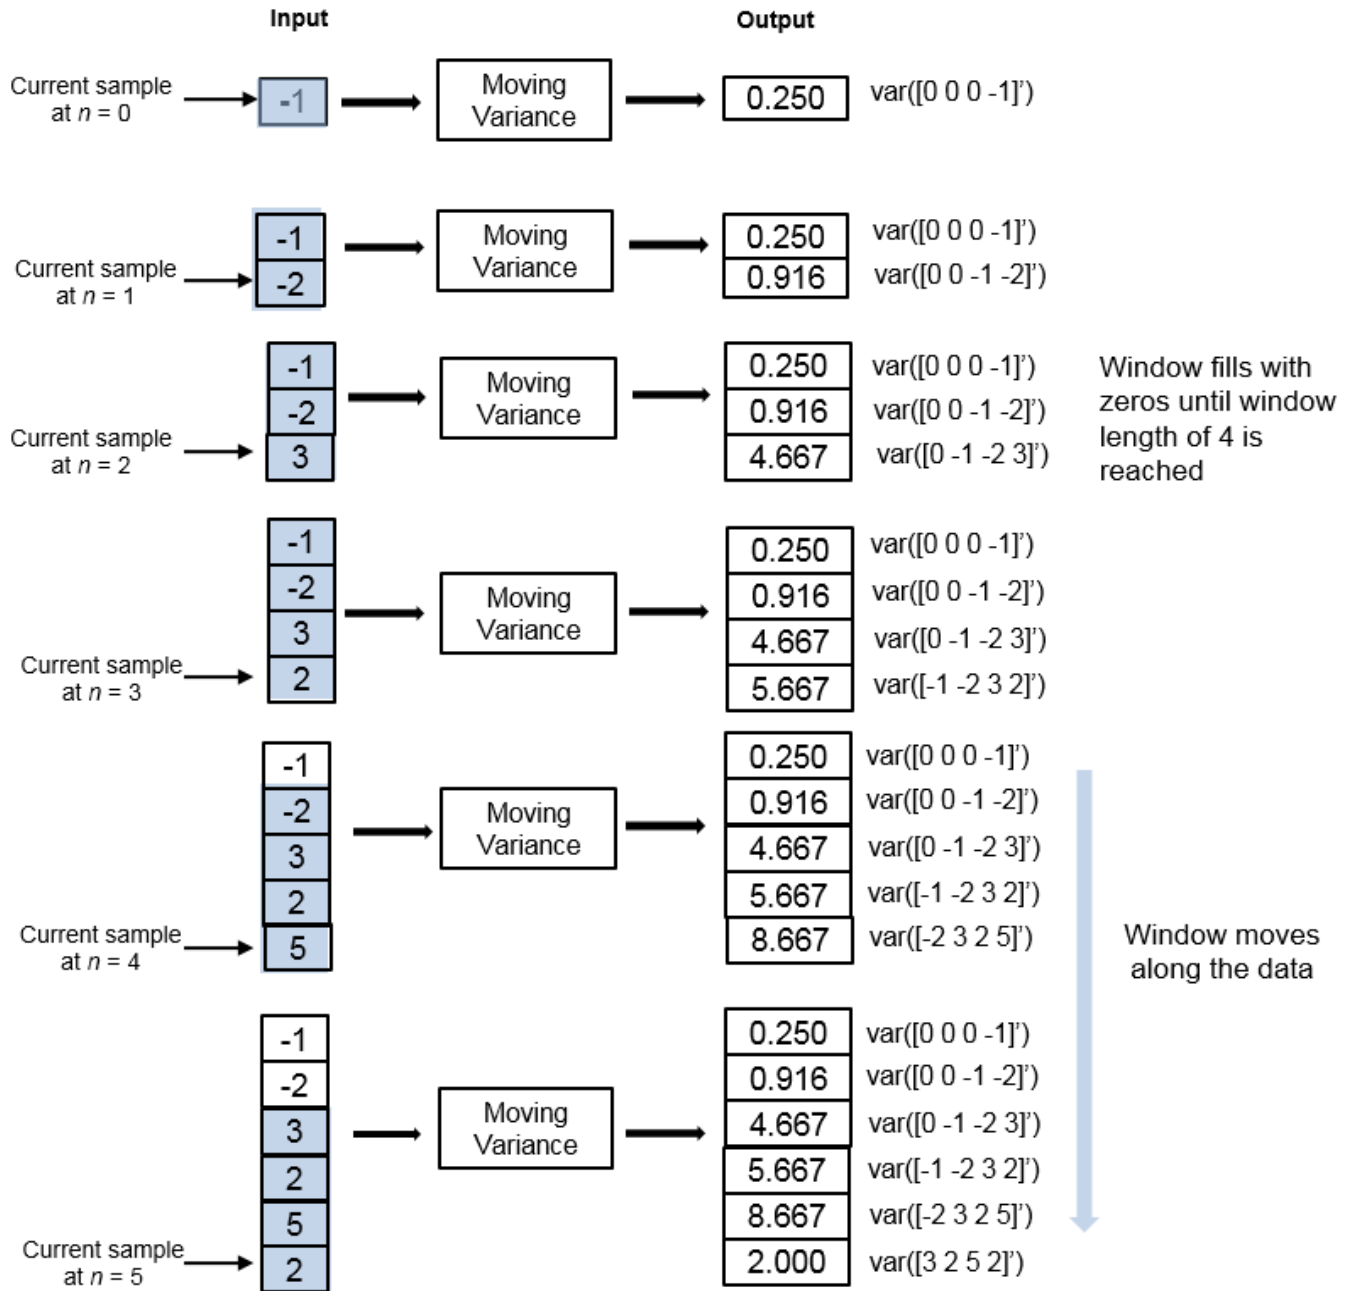 Input
Output
Current sample
at n = 0
-1
Moving
Variance
0.250
var([0 0 0 -1]')
Current sample
at n = 1
-1
-2
Moving
Variance
0.250
0.916
var([0 0 0 -1]')
var([0 0 -1 -2]')
Current sample
at n = 2
-1
-2
3
Moving
Variance
0.250
0.916
4.667
var([0 0 0 -1]')
var([0 0 -1 -2]')
var([0 -1 -2 3]')
Window fills with
zeros until window
length of 4 is
reached
Current sample
at n = 3
-1
-2
3
2
Moving
Variance
0.250
0.916
4.667
5.667
var([0 0 0 -1]')
var([0 0 -1 -2]')
var([0 -1 -2 3]')
var([-1 -2 3 2]')
Current sample
at n = 4
-1
-2
3
2
5
Moving
Variance
0.250
0.916
4.667
5.667
8.667
var([0 0 0 -1]')
var([0 0 -1 -2]')
var([0 -1 -2 3]')
var([-1 -2 3 2]')
var([-2 3 2 5]')
Window moves
along the data
Current sample
at n = 5
-1
-2
3
2
5
2
Moving
Variance
0.250
0.916
4.667
5.667
8.667
2.000
var([0 0 0 -1]')
var([0 0 -1 -2]')
var([0 -1 -2 3]')
var([-1 -2 3 2]')
var([-2 3 2 5]')
var([3 2 5 2]')